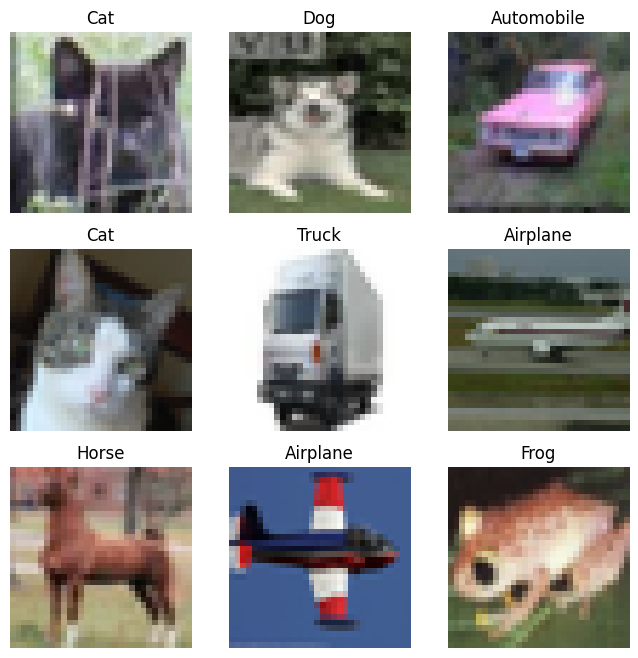 Cat
Dog
Automobile
Cat
Truck
Airplane
Horse
Airplane
Frog